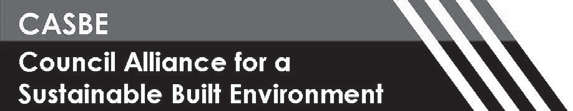 CASBE
Council Alliance for a
Sustainable Built Environment